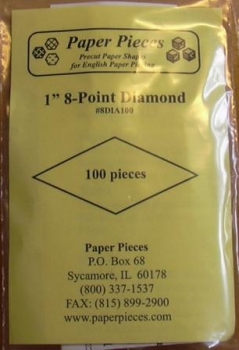 Paper Pieces
Precut Paper Shapes
for English Paper Piecing
1" 8-Point Diamond
#8DIA100
100 pieces
Paper Pieces
P.O. Box 68
Sycamore, IL 60178
(800) 337-1537
FAX: (815) 899-2900
www.paperpieces.com